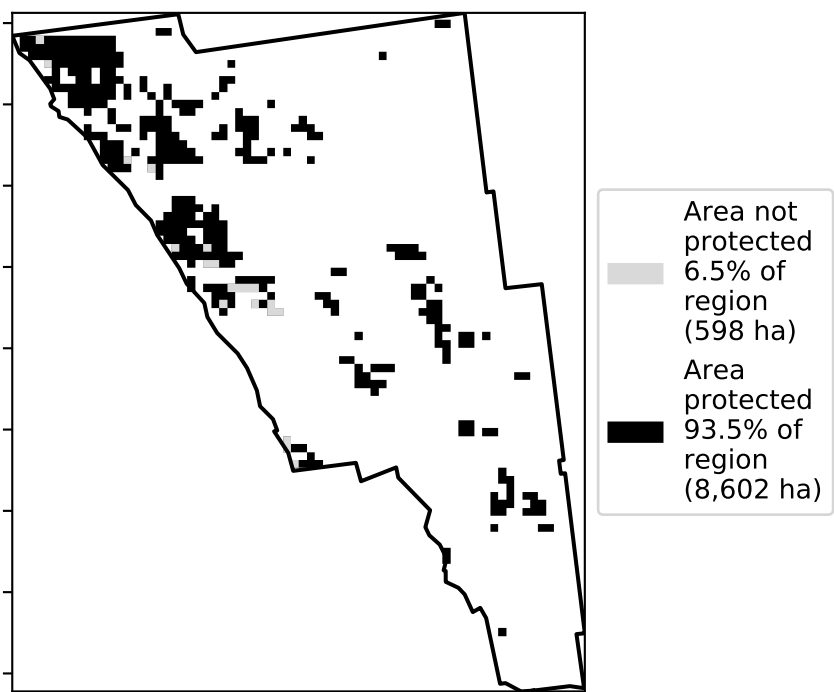 Area not
protected
6.5% of
region
(598 ha)
Area
protected
93.5% of
region
(8,602 ha)